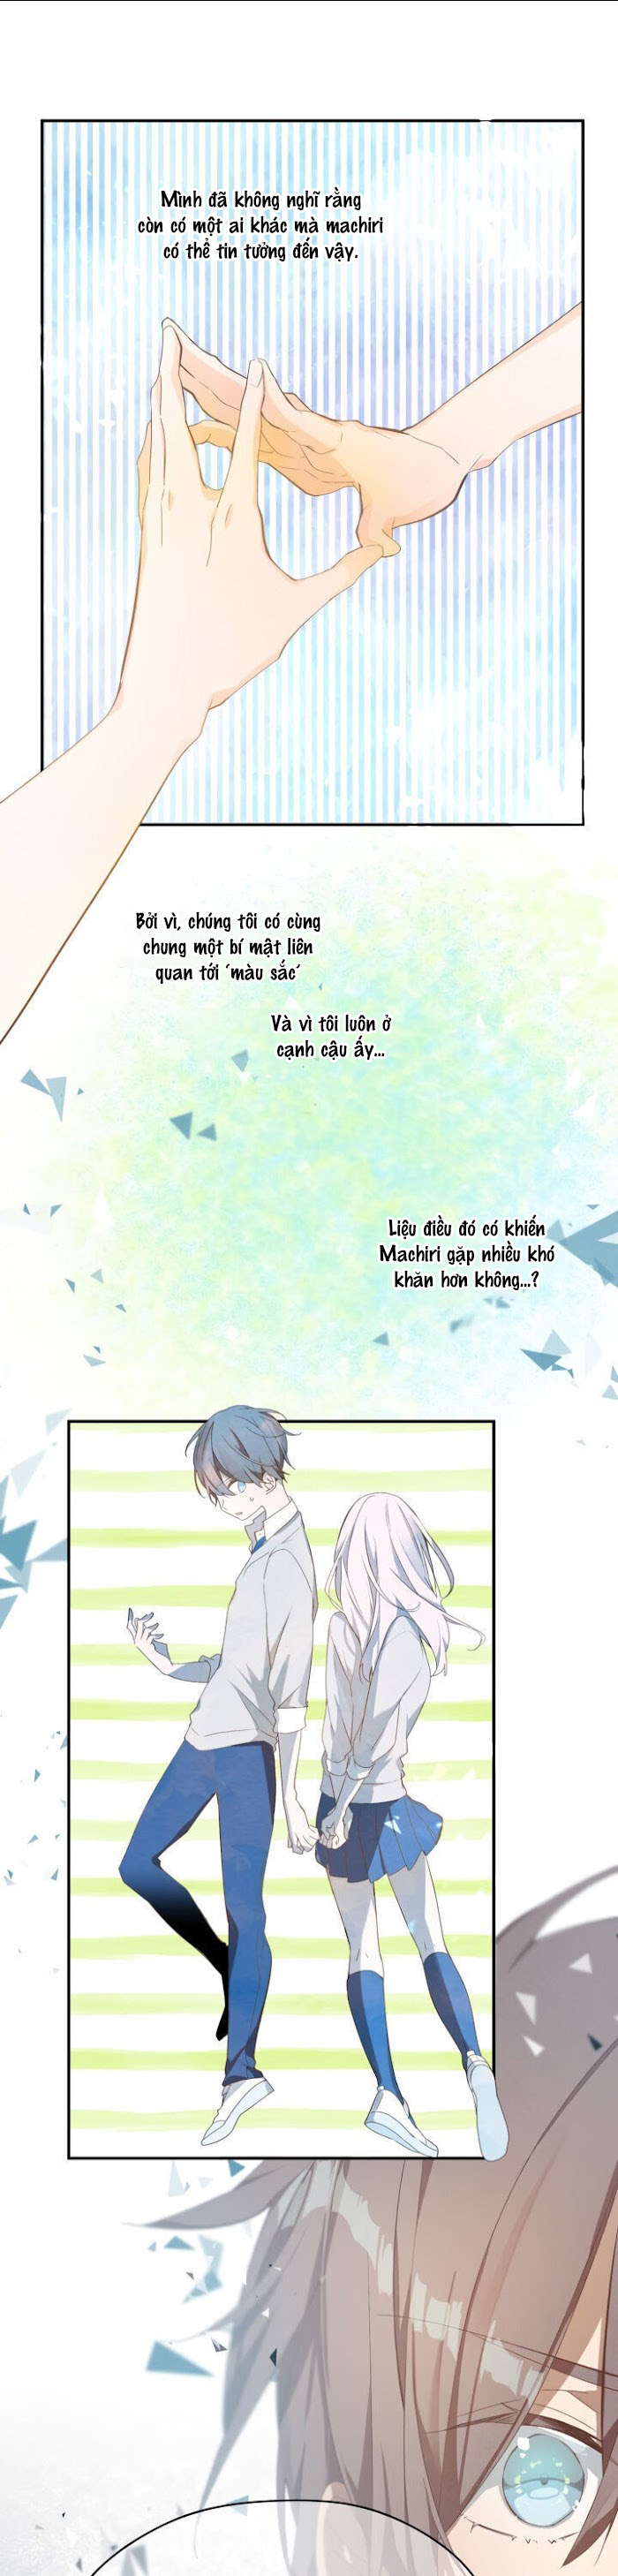 Mình đã không nghĩ rằng
còn có một ai khác mà machiri
có thể tin tưởng đến vậy.
Bởi vì, chúng tôi có cùng
chung một bí mật liên
quan tới 'màu sắc'
Và vì tôi luôn ở
cạnh cậu ấy...
Liệu điều đó có khiến
Machiri gặp nhiều khó
khăn hơn không...?